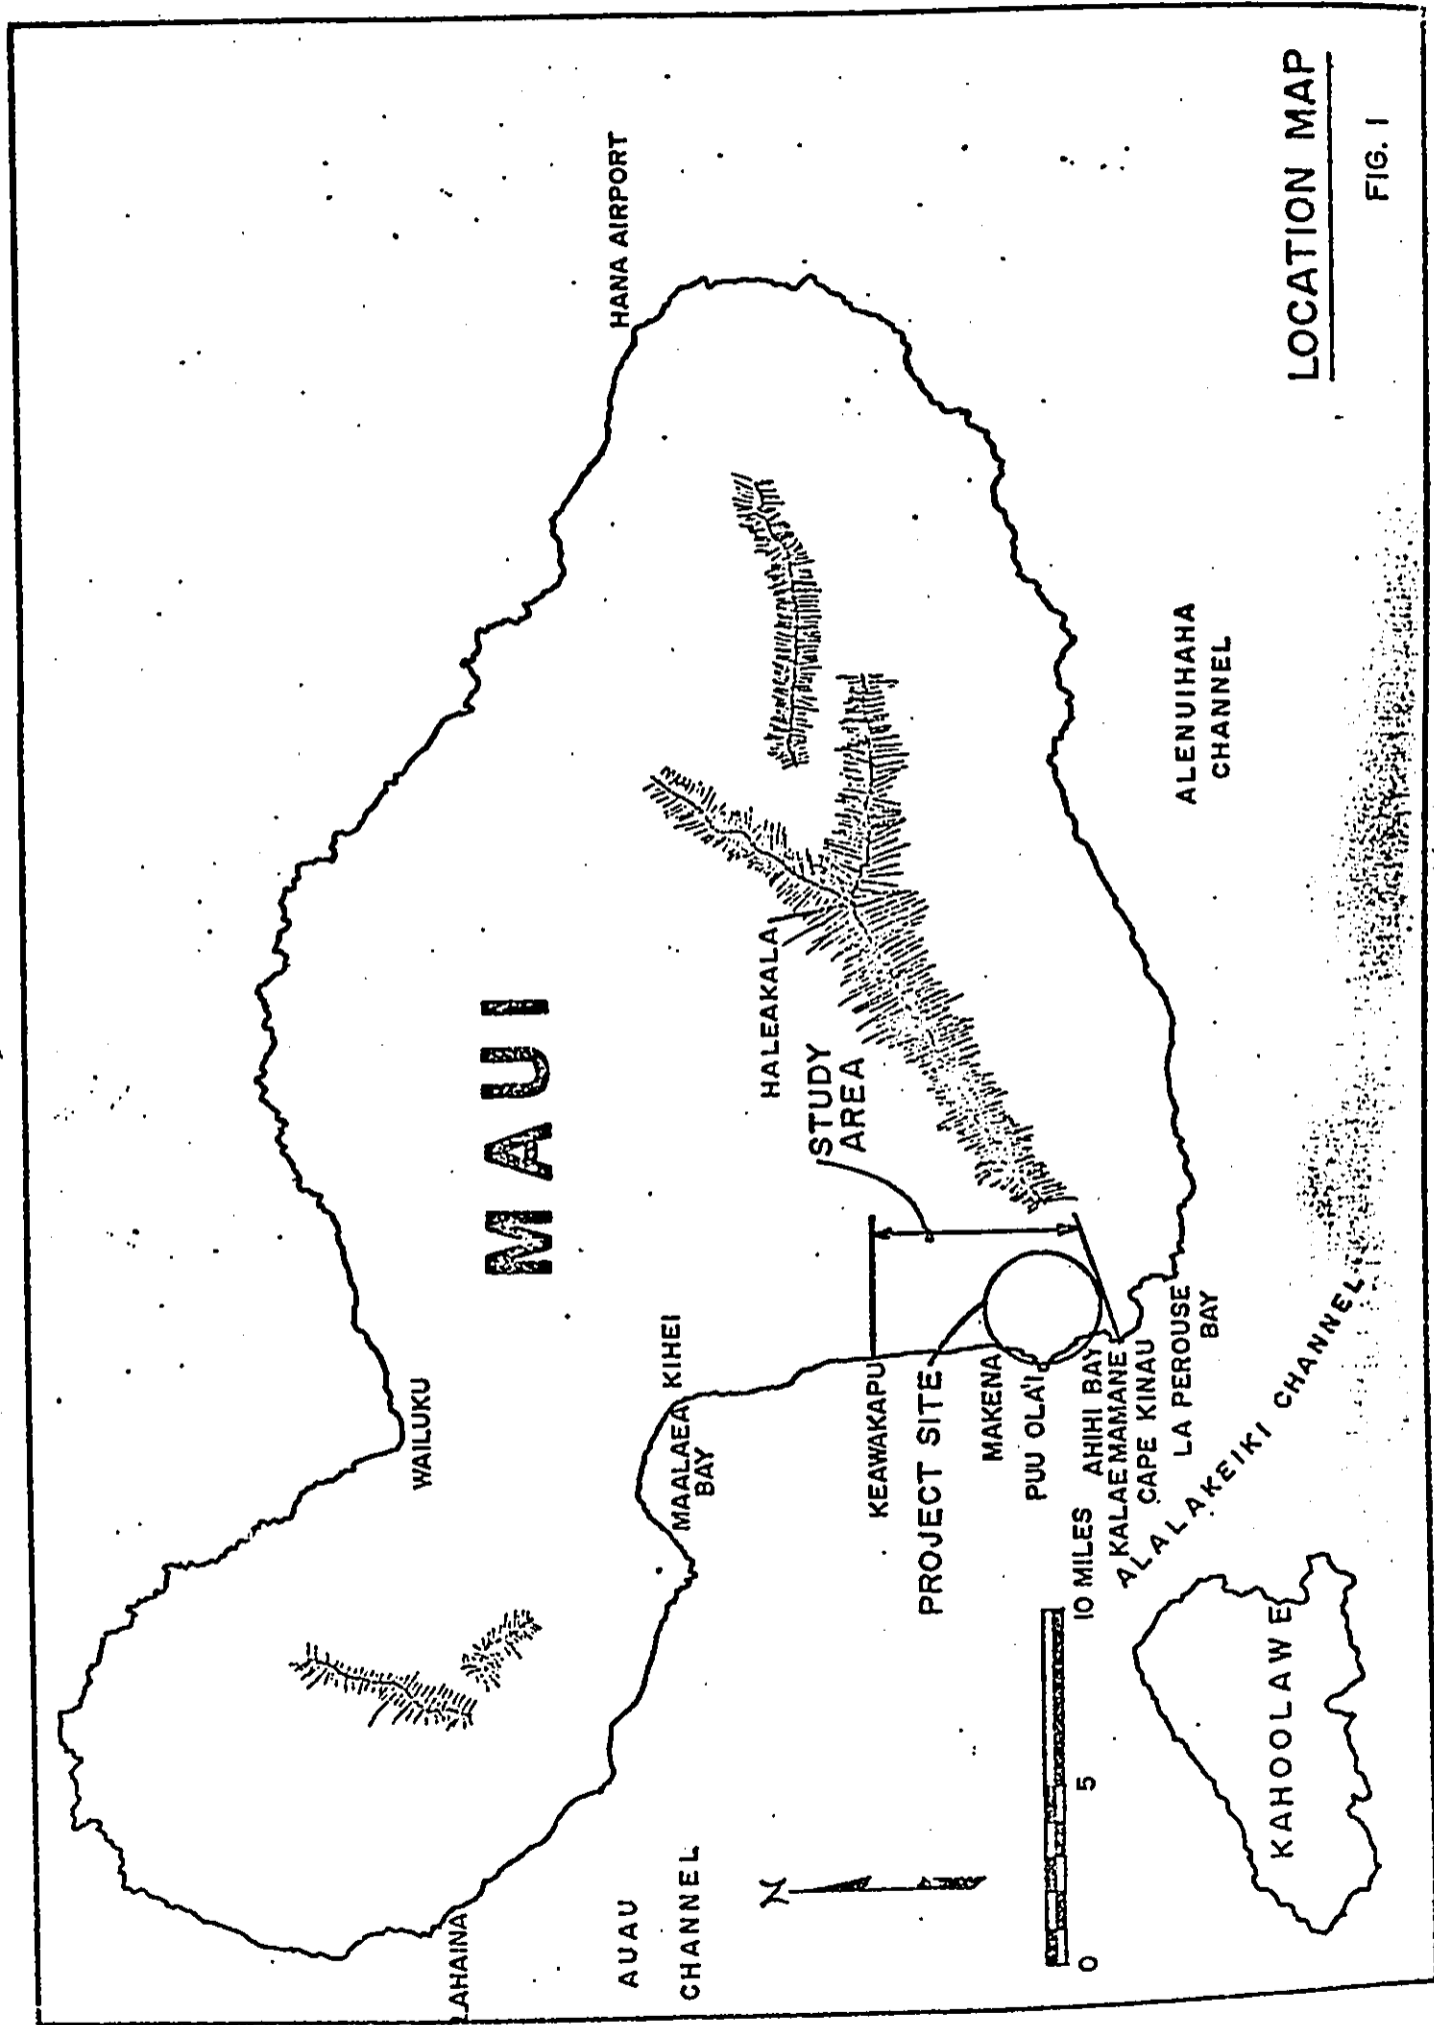 HANA AIRPORT
WAILUKU
MAUI
HALEAKALA
STUDY
AREA
KIHEI
MAALAEA
BAY
LAHAINA
AUAU
CHANNEL
N
KEAWAKAPU
PROJECT SITE
MAKENA
PUU OLA'I
AHIHI BAY
KALAEMAMANE
CAPE KINAU
LA PEROUSE
BAY
ALENUIHAHA
CHANNEL
0 5 10 MILES
ALALAKEIKI CHANNEL
KAHOOLAWE
LOCATION MAP
FIG. 1